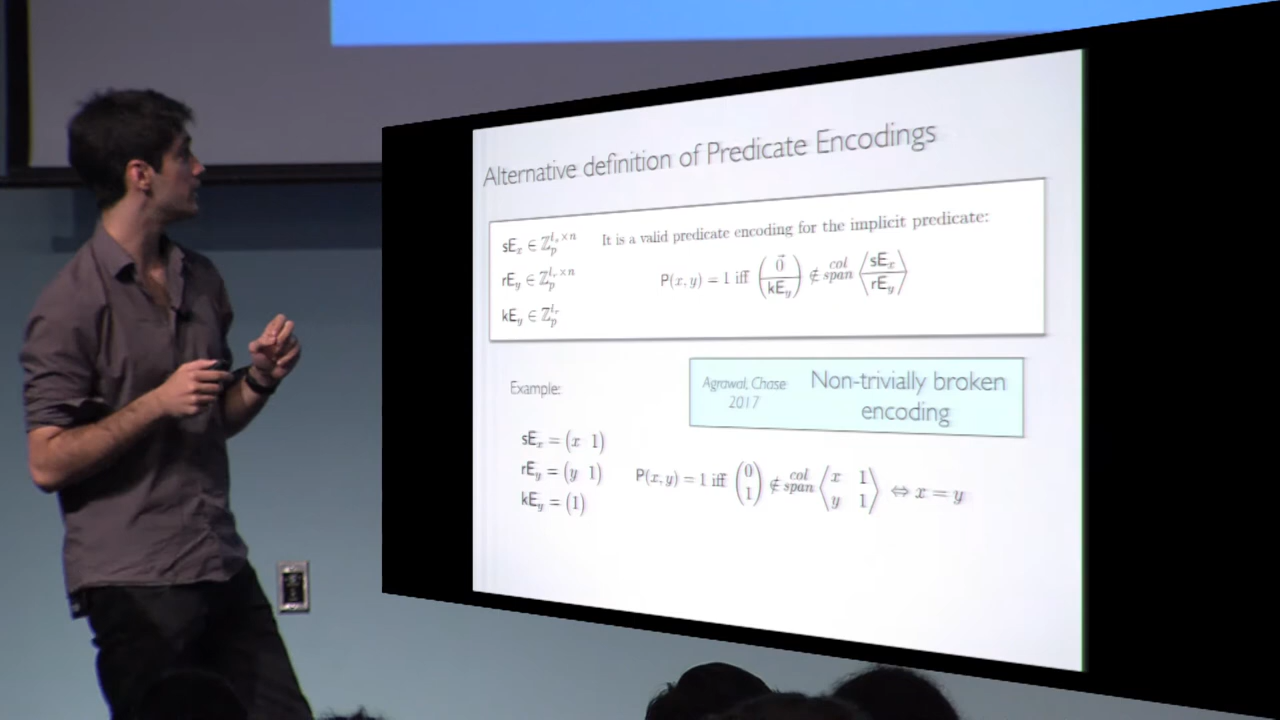 Alternative definition of Predicate Encodings
sE_x ∈ ℤ_p^{l_s×n} It is a valid predicate encoding for the implicit predicate:
rE_y ∈ ℤ_p^{l_r×n} P(x, y) = 1 iff (0⃗ / kE_y) ∉ col span ⟨sE_x / rE_y⟩
kE_y ∈ ℤ_p^{l_r}
Example:
Agrawal, Chase
2017
Non-trivially broken
encoding
sE_x = (x 1)
rE_y = (y 1)
kE_y = (1)
P(x, y) = 1 iff (0 / 1) ∉ col span ⟨x 1 / y 1⟩ ⇔ x = y